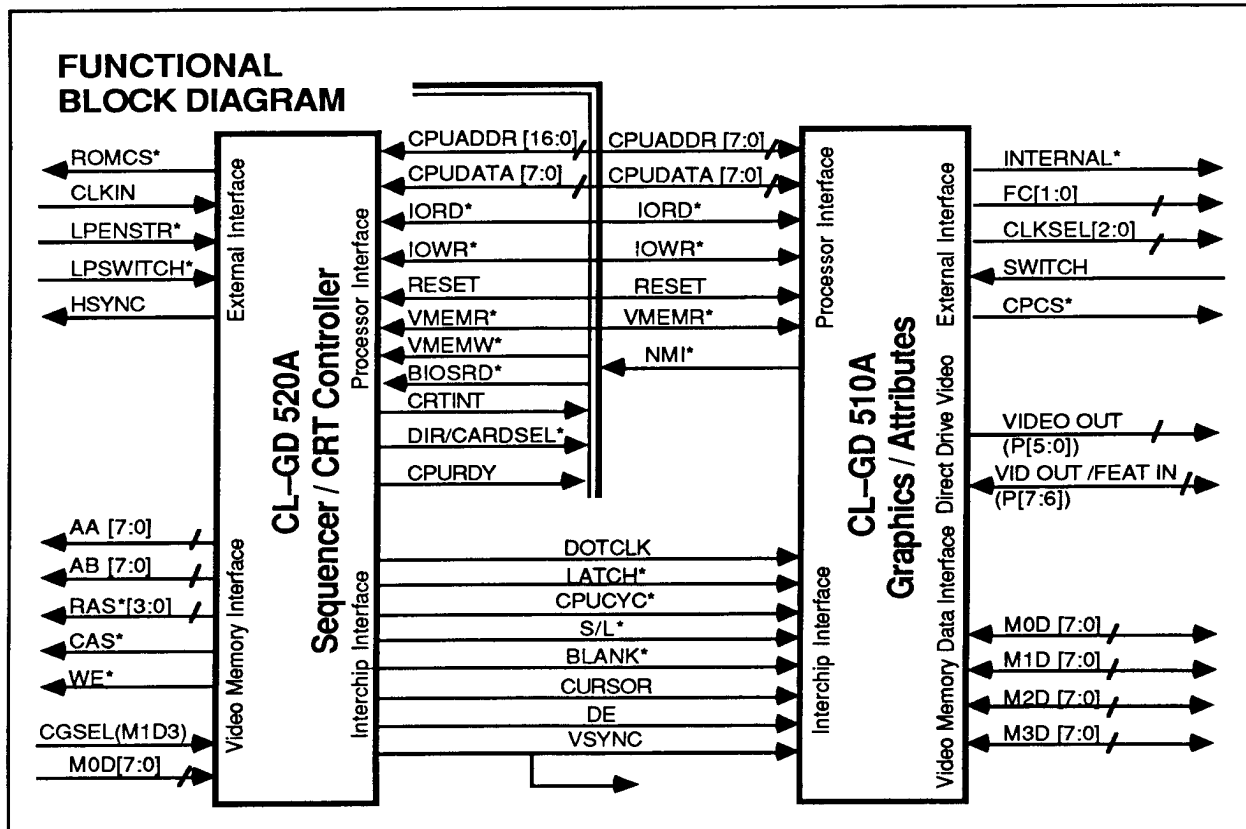 FUNCTIONAL
BLOCK DIAGRAM
ROMCS*
CLKIN
LPENSTR*
LPSWITCH*
HSYNC
AA [7:0]
AB [7:0]
RAS*[3:0]
CAS*
WE*
CGSEL(M1D3)
M0D[7:0]
External Interface
Video Memory Interface
CL–GD 520A
Sequencer / CRT Controller
Processor Interface
Interchip Interface
CPUADDR [16:0]
CPUDATA [7:0]
IORD*
IOWR*
RESET
VMEMR*
VMEMW*
BIOSRD*
CRTINT
DIR/CARDSEL*
CPURDY
CPUADDR [7:0]
CPUDATA [7:0]
IORD*
IOWR*
RESET
VMEMR*
NMI*
DOTCLK
LATCH*
CPUCYC*
S/L*
BLANK*
CURSOR
DE
VSYNC
Processor Interface
Interchip Interface
CL–GD 510A
Graphics / Attributes
External Interface
Direct Drive Video
Video Memory Data Interface
INTERNAL*
FC[1:0]
CLKSEL[2:0]
SWITCH
CPCS*
VIDEO OUT
(P[5:0])
VID OUT /FEAT IN
(P[7:6])
M0D [7:0]
M1D [7:0]
M2D [7:0]
M3D [7:0]